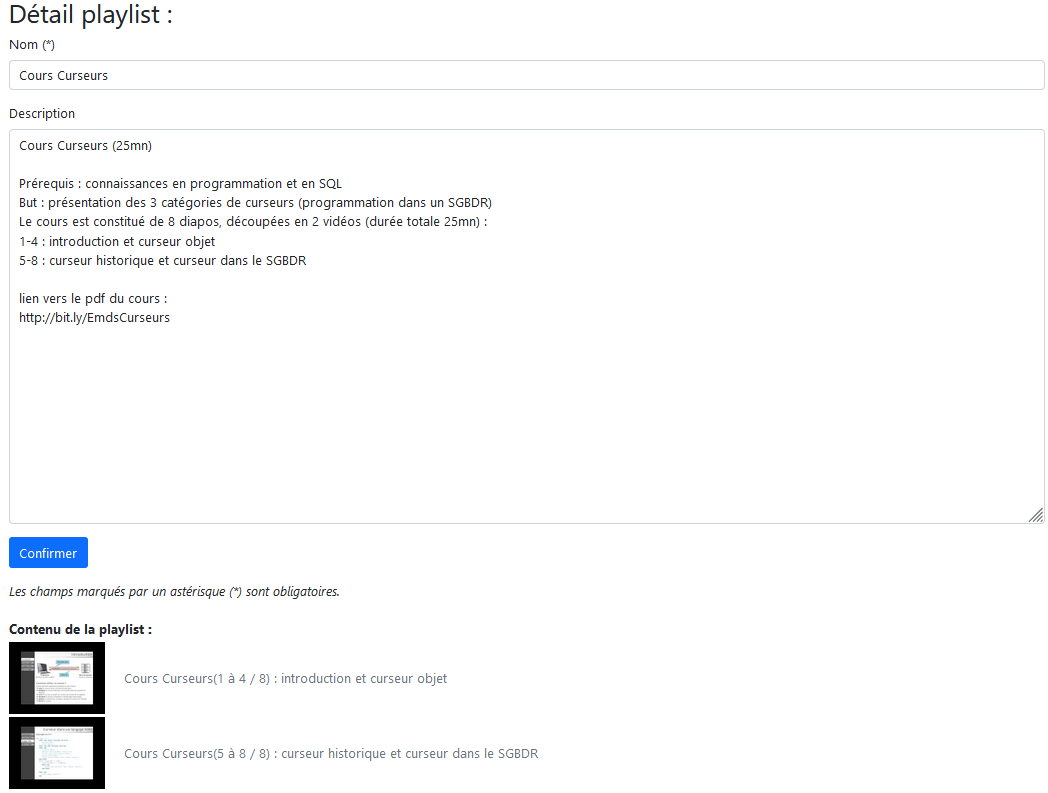 Détail playlist :
Nom (*)
Cours Curseurs
Description
Cours Curseurs (25mn)
Prérequis : connaissances en programmation et en SQL
But : présentation des 3 catégories de curseurs (programmation dans un SGBDR)
Le cours est constitué de 8 diapos, découpées en 2 vidéos (durée totale 25mn) :
1-4 : introduction et curseur objet
5-8 : curseur historique et curseur dans le SGBDR
lien vers le pdf du cours :
http://bit.ly/EmdsCurseurs
Confirmer
Les champs marqués par un astérisque (*) sont obligatoires.
Contenu de la playlist :
Cours Curseurs(1 à 4 / 8) : introduction et curseur objet
Cours Curseurs(5 à 8 / 8) : curseur historique et curseur dans le SGBDR